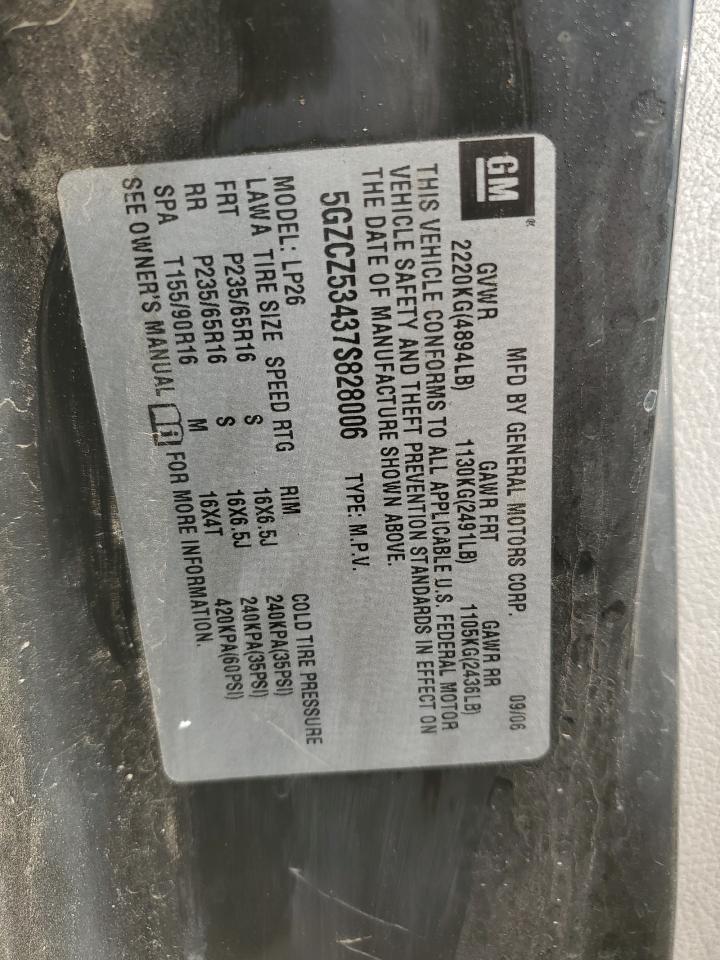 GM®
MFD BY GENERAL MOTORS CORP. 09/06
GVWR GAWR FRT GAWR RR
2220KG(4894LB) 1130KG(2491LB) 1105KG(2436LB)
THIS VEHICLE CONFORMS TO ALL APPLICABLE U.S. FEDERAL MOTOR
VEHICLE SAFETY AND THEFT PREVENTION STANDARDS IN EFFECT ON
THE DATE OF MANUFACTURE SHOWN ABOVE.
5GZCZ53437S828006 TYPE: M.P.V.
MODEL: LP26
LAWA TIRE SIZE SPEED RTG RIM COLD TIRE PRESSURE
FRT P235/65R16 S 16X6.5J 240KPA(35PSI)
RR P235/65R16 S 16X6.5J 240KPA(35PSI)
SPA T155/90R16 M 16X4T 420KPA(60PSI)
SEE OWNER'S MANUAL i FOR MORE INFORMATION.